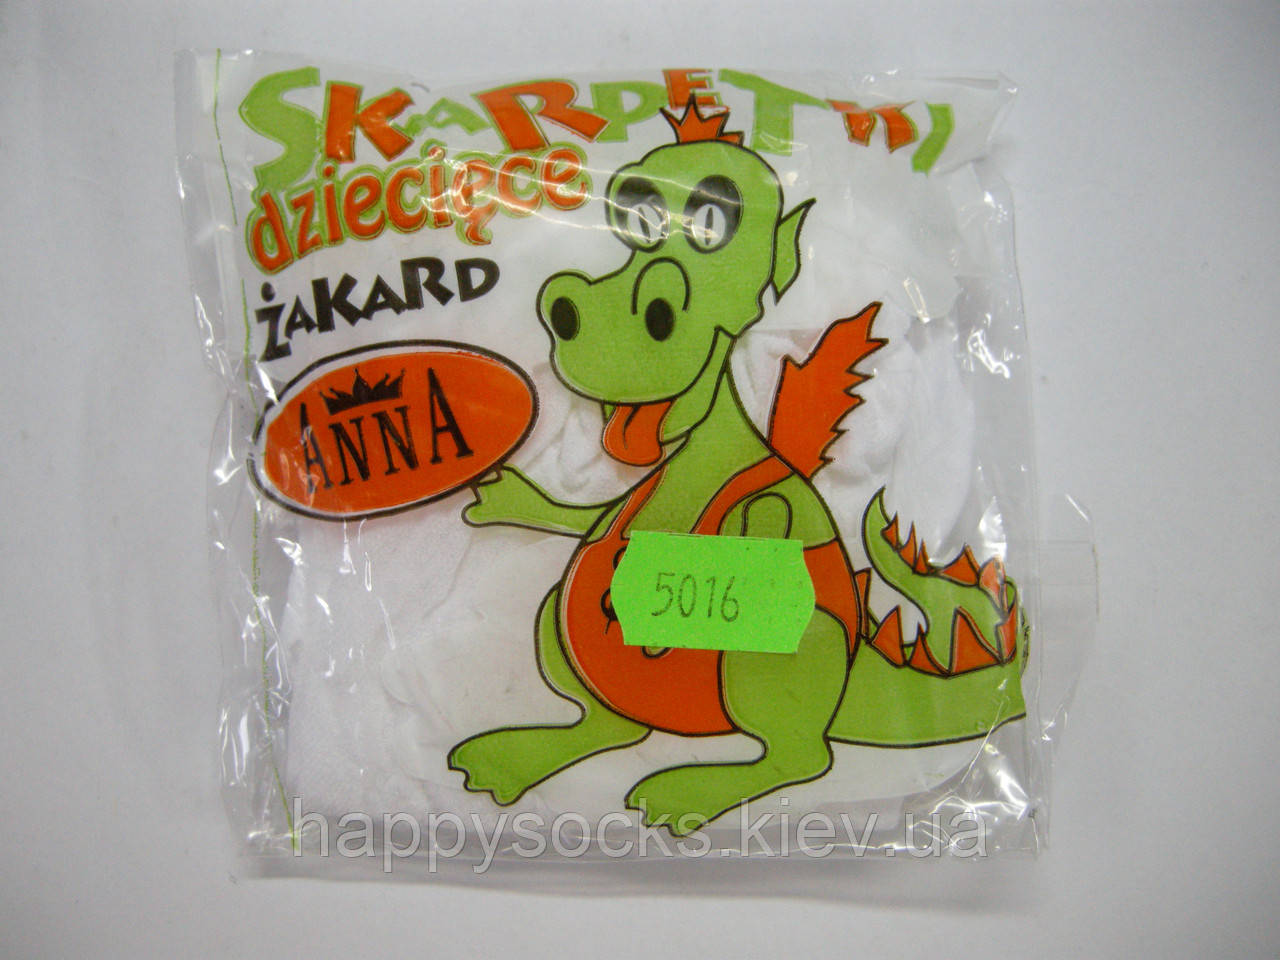 SKARPETKI
dziecięce
ŻAKARD
ANNA
5016
happysocks.kiev.ua